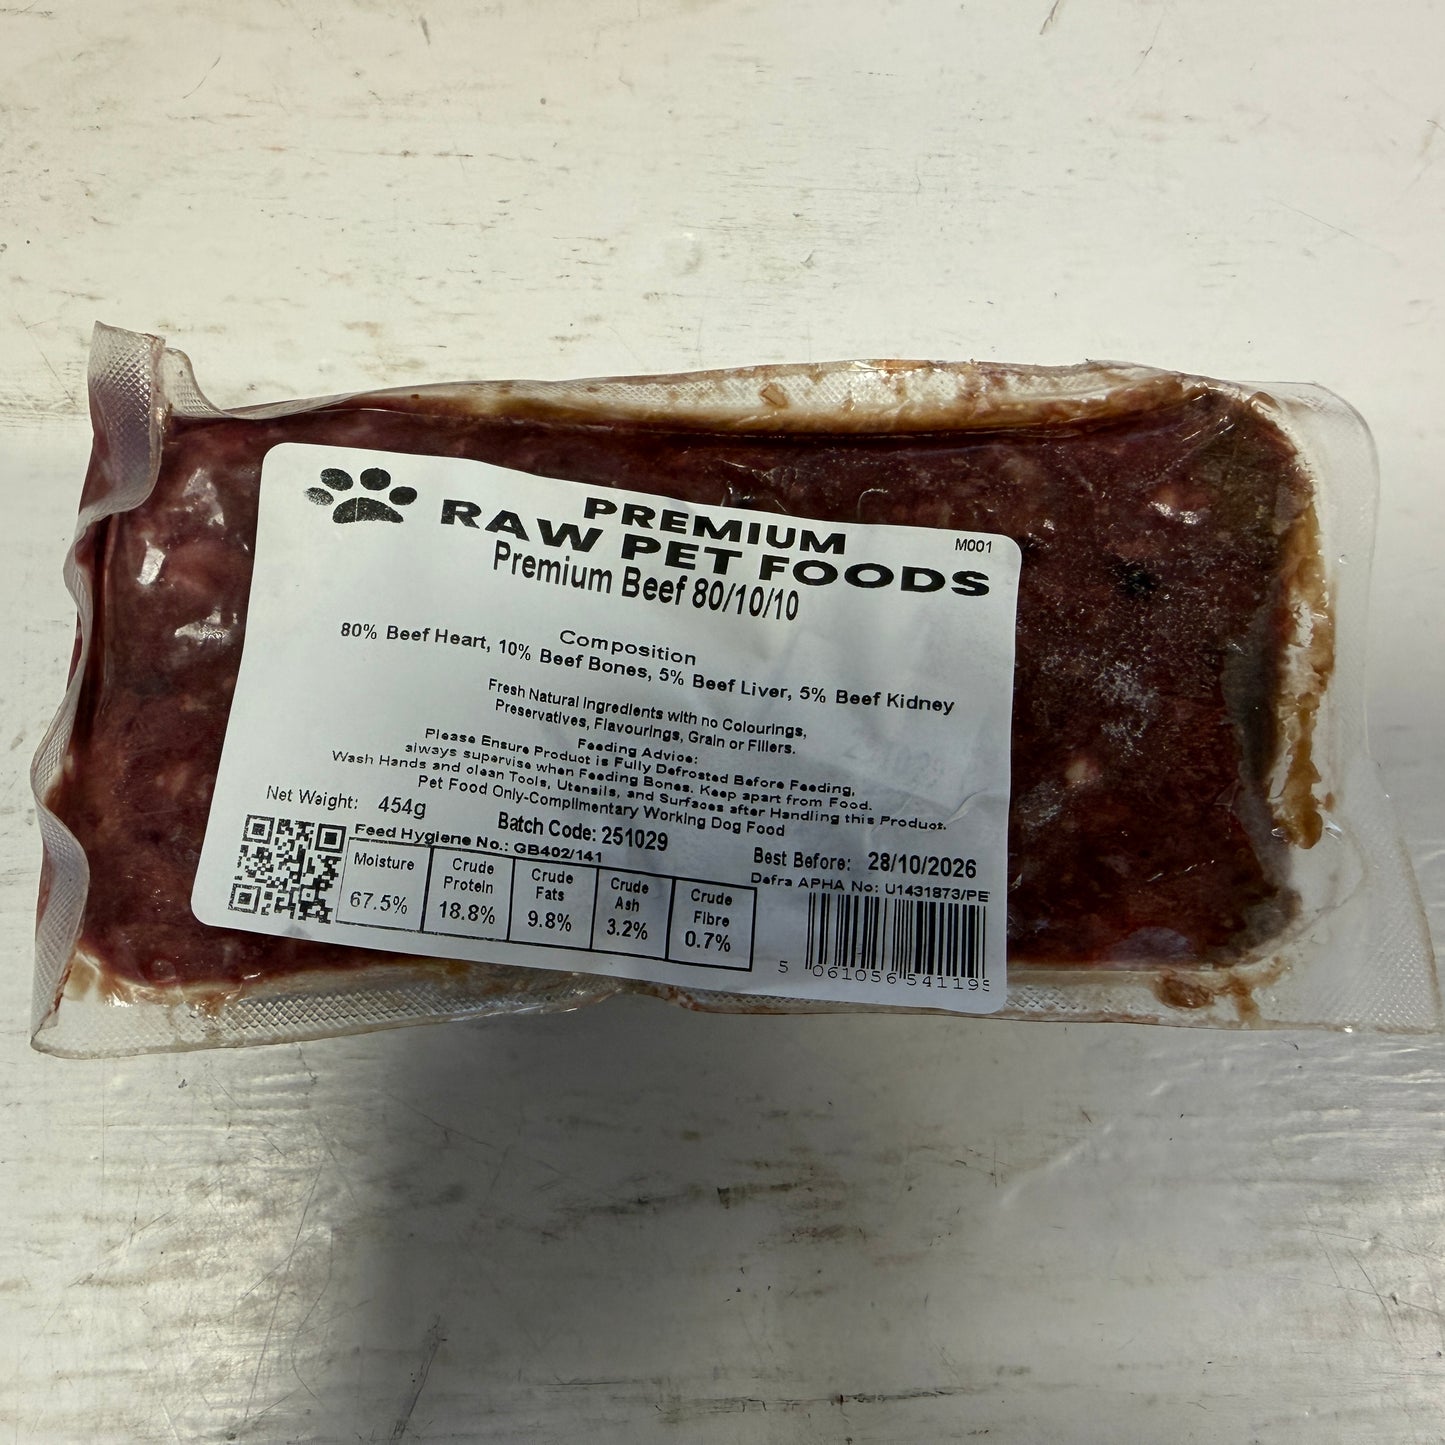 PREMIUM
RAW PET FOODS
M001
Premium Beef 80/10/10
Composition
80% Beef Heart, 10% Beef Bones, 5% Beef Liver, 5% Beef Kidney
Fresh Natural Ingredients with no Colourings,
Preservatives, Flavourings, Grain or Fillers.
Feeding Advice:
Please Ensure Product is Fully Defrosted Before Feeding,
always supervise when Feeding Bones. Keep apart from Food.
Wash Hands and clean Tools, Utensils, and Surfaces after Handling this Product.
Pet Food Only-Complimentary Working Dog Food
Net Weight: 454g
Batch Code: 251029
Best Before: 28/10/2026
Feed Hygiene No.: GB402/141
Defra APHA No: U1431873/PE
Moisture
67.5%
Crude
Protein
18.8%
Crude
Fats
9.8%
Crude
Ash
3.2%
Crude
Fibre
0.7%
5 061056 541195